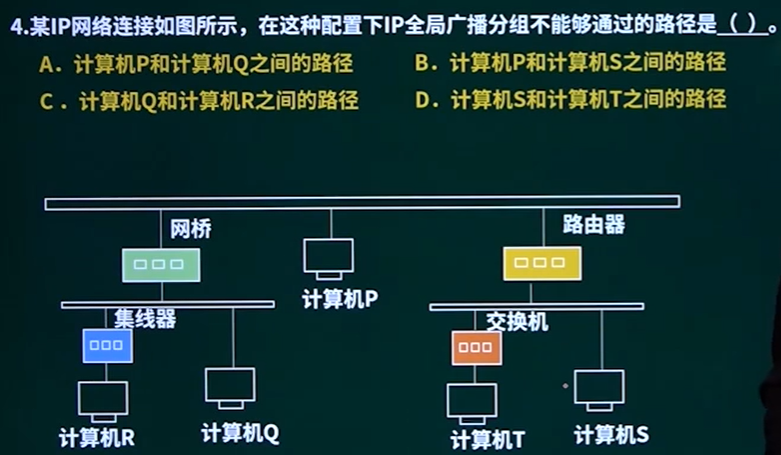 4.某IP网络连接如图所示，在这种配置下IP全局广播分组不能够通过的路径是（ ）。
A．计算机P和计算机Q之间的路径 B．计算机P和计算机S之间的路径
C．计算机Q和计算机R之间的路径 D．计算机S和计算机T之间的路径
网桥 路由器
计算机P
集线器 交换机
计算机R 计算机Q 计算机T 计算机S